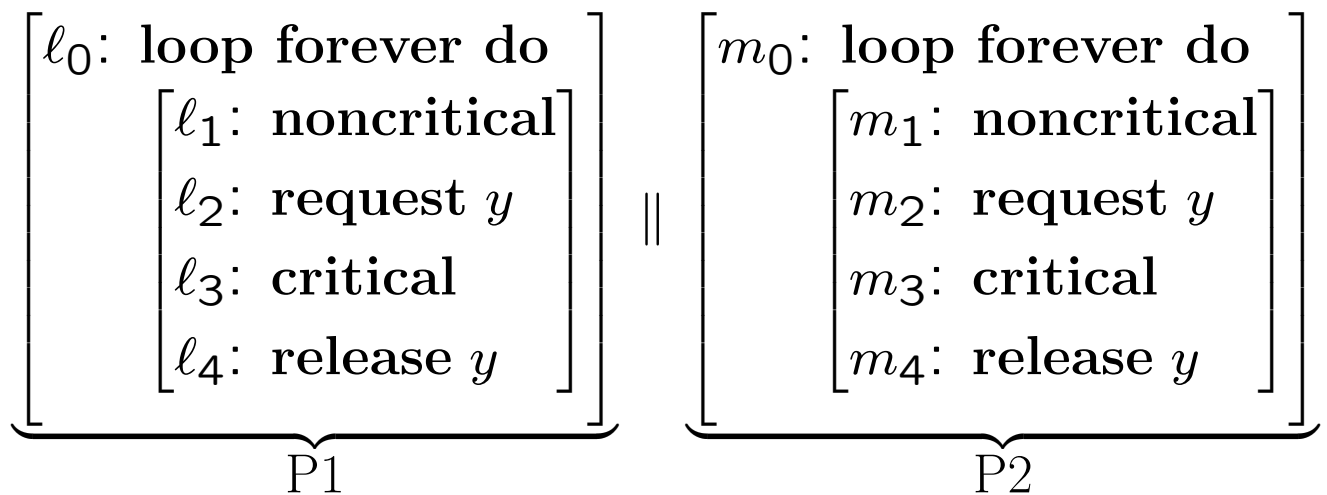 ℓ0: loop forever do
ℓ1: noncritical
ℓ2: request y
ℓ3: critical
ℓ4: release y
P1
||
m0: loop forever do
m1: noncritical
m2: request y
m3: critical
m4: release y
P2